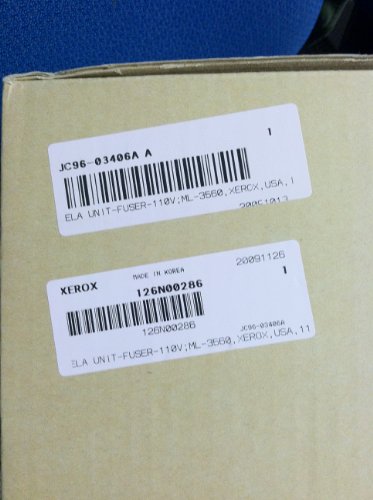 JC96-03406A A 1
ELA UNIT-FUSER-110V;ML-3560,XEROX,USA,1
20091013
MADE IN KOREA 20091126
XEROX 126N00286 1
126N00286 JC96-03406A
ELA UNIT-FUSER-110V;ML-3560,XEROX,USA,11